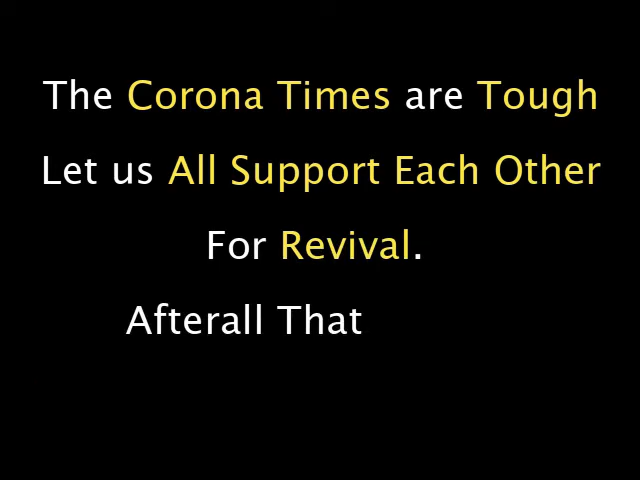 The Corona Times are Tough
Let us All Support Each Other
For Revival.
Afterall That